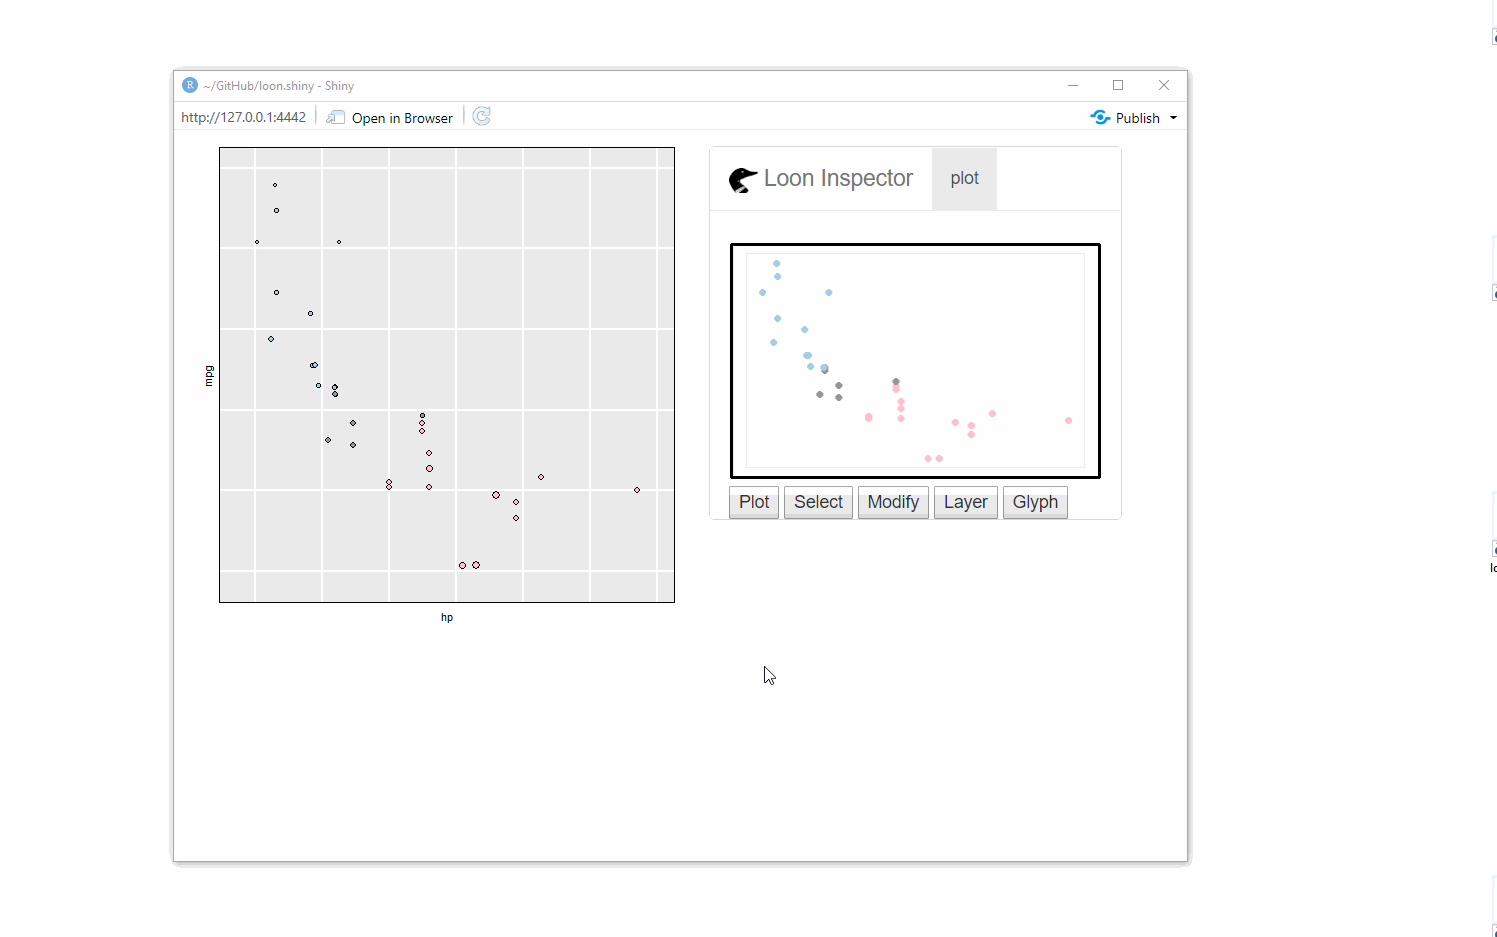 ~/GitHub/loon.shiny - Shiny
http://127.0.0.1:4442
Open in Browser
Publish
Loon Inspector
plot
mpg
hp
Plot
Select
Modify
Layer
Glyph